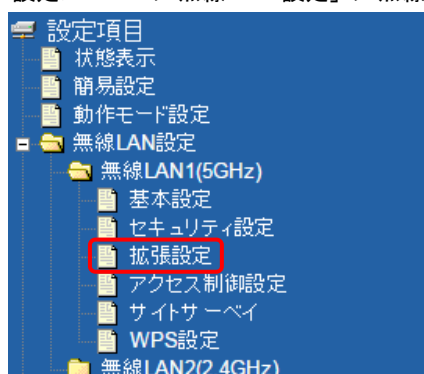 設定項目
状態表示
簡易設定
動作モード設定
無線LAN設定
無線LAN1(5GHz)
基本設定
セキュリティ設定
拡張設定
アクセス制御設定
サイトサーベイ
WPS設定
無線LAN2(2.4GHz)